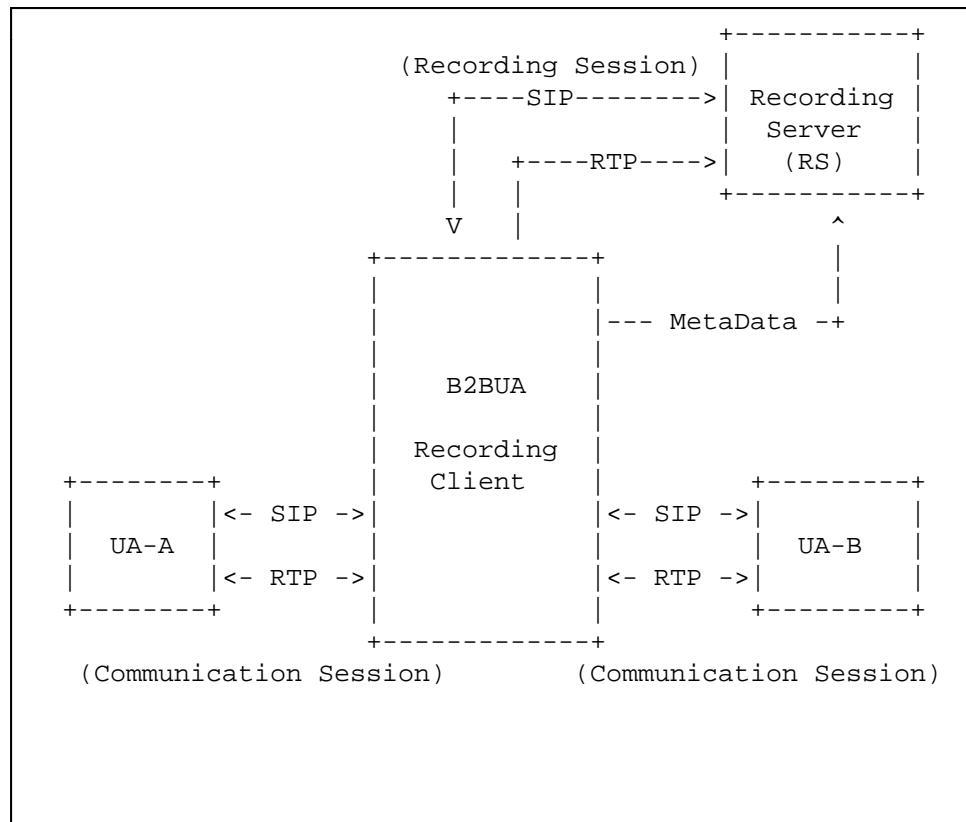 (Recording Session)
SIP
Recording
Server
RTP
(RS)
V
MetaData
B2BUA
Recording
Client
<- SIP -> <- SIP ->
UA-A UA-B
<- RTP -> <- RTP ->
(Communication Session) (Communication Session)